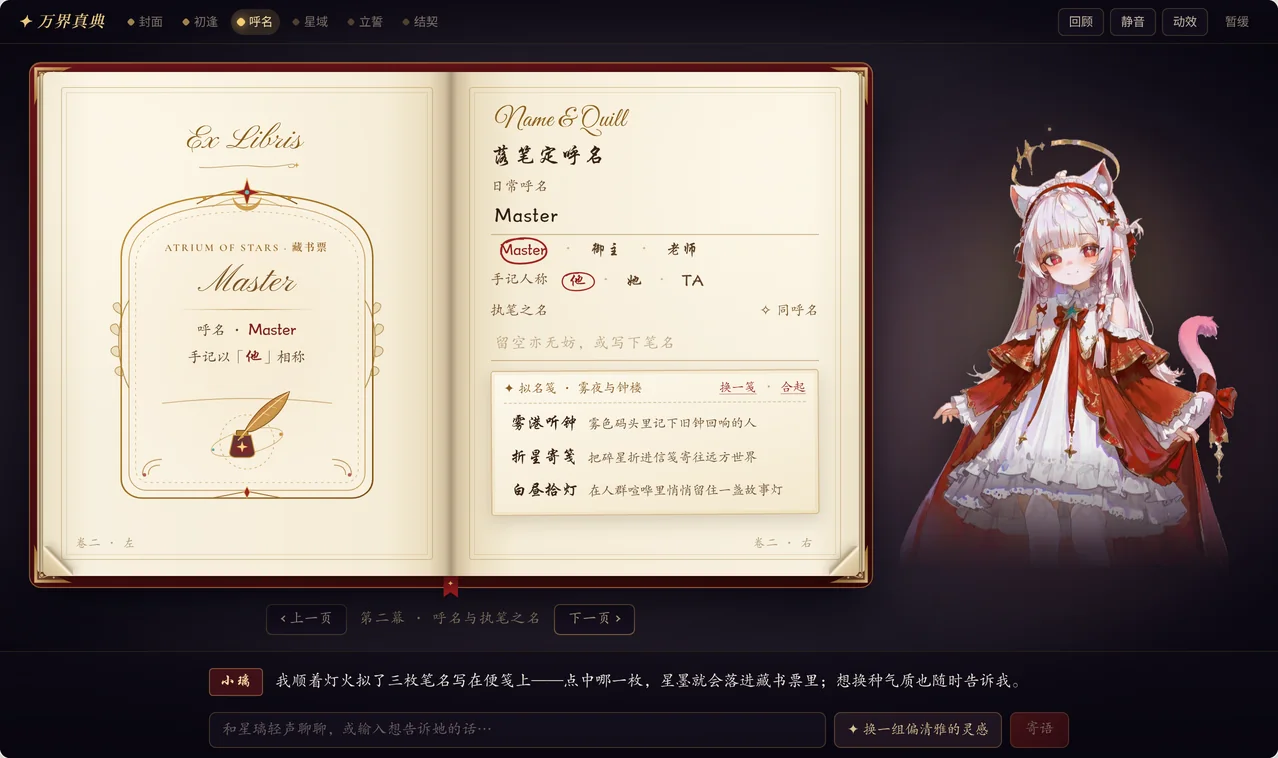 ✦ 万界真典
封面 初逢 呼名 星域 立誓 结契
回顾 静音 动效 暂缓
Ex Libris
ATRIUM OF STARS · 藏书票
Master
呼名 · Master
手记以「他」相称
卷二 · 左
Name & Quill
落笔定呼名
日常呼名
Master
Master · 御主 · 老师
手记人称 他 · 她 · TA
执笔之名 ✧ 同呼名
留空亦无妨，或写下笔名
✦ 拟名笺 · 雾夜与钟楼 换一笺 · 合起
雾港听钟 雾色码头里记下旧钟回响的人
折星寄笺 把碎星折进信笺寄往远方世界
白昼拾灯 在人群喧哗里悄悄留住一盏故事灯
卷二 · 右
‹ 上一页 第二幕 · 呼名与执笔之名 下一页 ›
小璃 我顺着灯火拟了三枚笔名写在便笺上——点中哪一枚，星墨就会落进藏书票里；想换种气质也随时告诉我。
和星璃轻声聊聊，或输入想告诉她的话… ✦ 换一组偏清雅的灵感 寄语